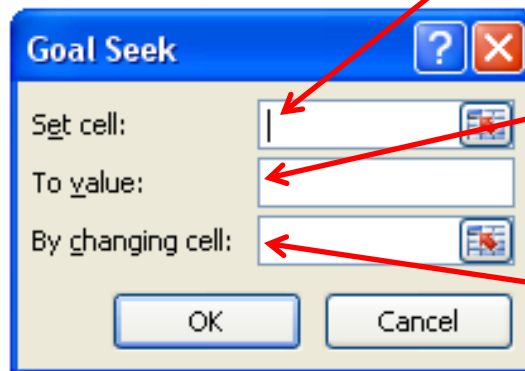 Goal Seek ?
Set cell:
To value:
By changing cell:
OK Cancel